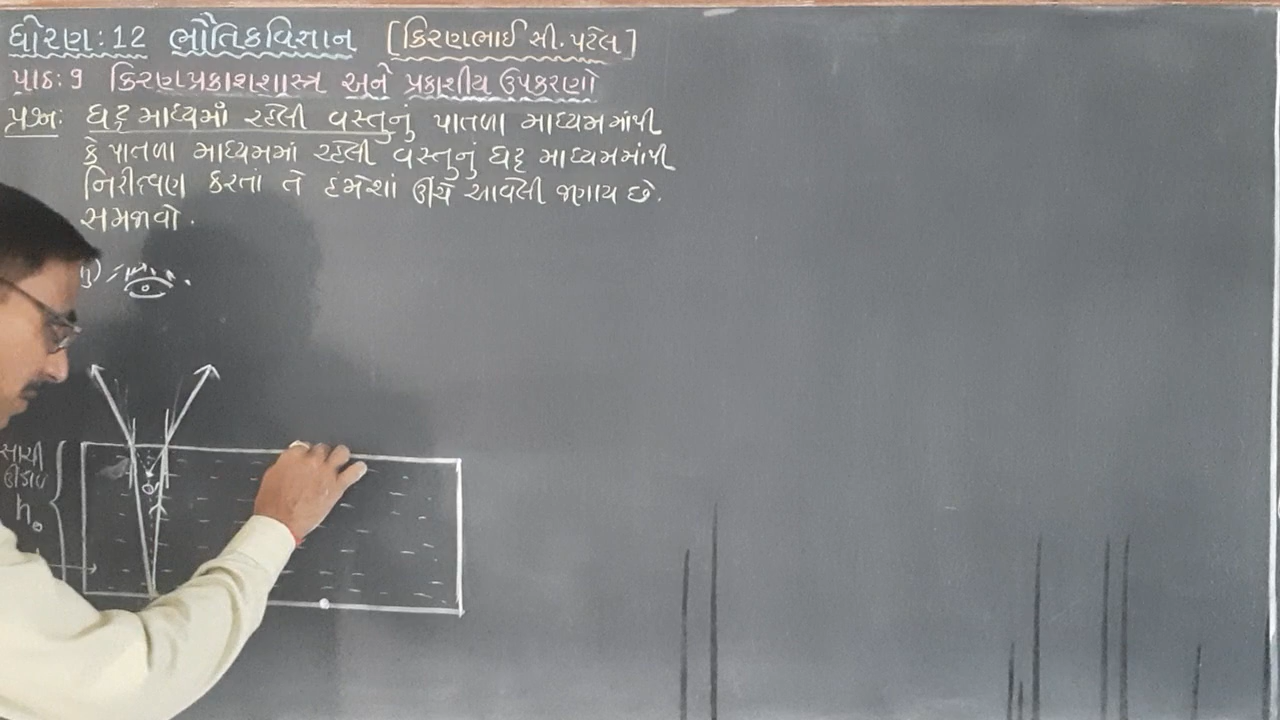 ધોરણ: 12 ભૌતિકવિજ્ઞાન [કિરણભાઈ સી. પટેલ]
પાઠ: 9 કિરણપ્રકાશશાસ્ત્ર અને પ્રકાશીય ઉપકરણો
પ્રશ્ન: ઘટ્ટ માધ્યમાં રહેલી વસ્તુનું પાતળા માધ્યમમાંથી
કે પાતળા માધ્યમમાં રહેલી વસ્તુનું ઘટ્ટ માધ્યમમાંથી
નિરીક્ષણ કરતાં તે હંમેશાં ઊંચે આવેલી જણાય છે.
સમજાવો.
સાચી
ઊંડાઈ
h₀